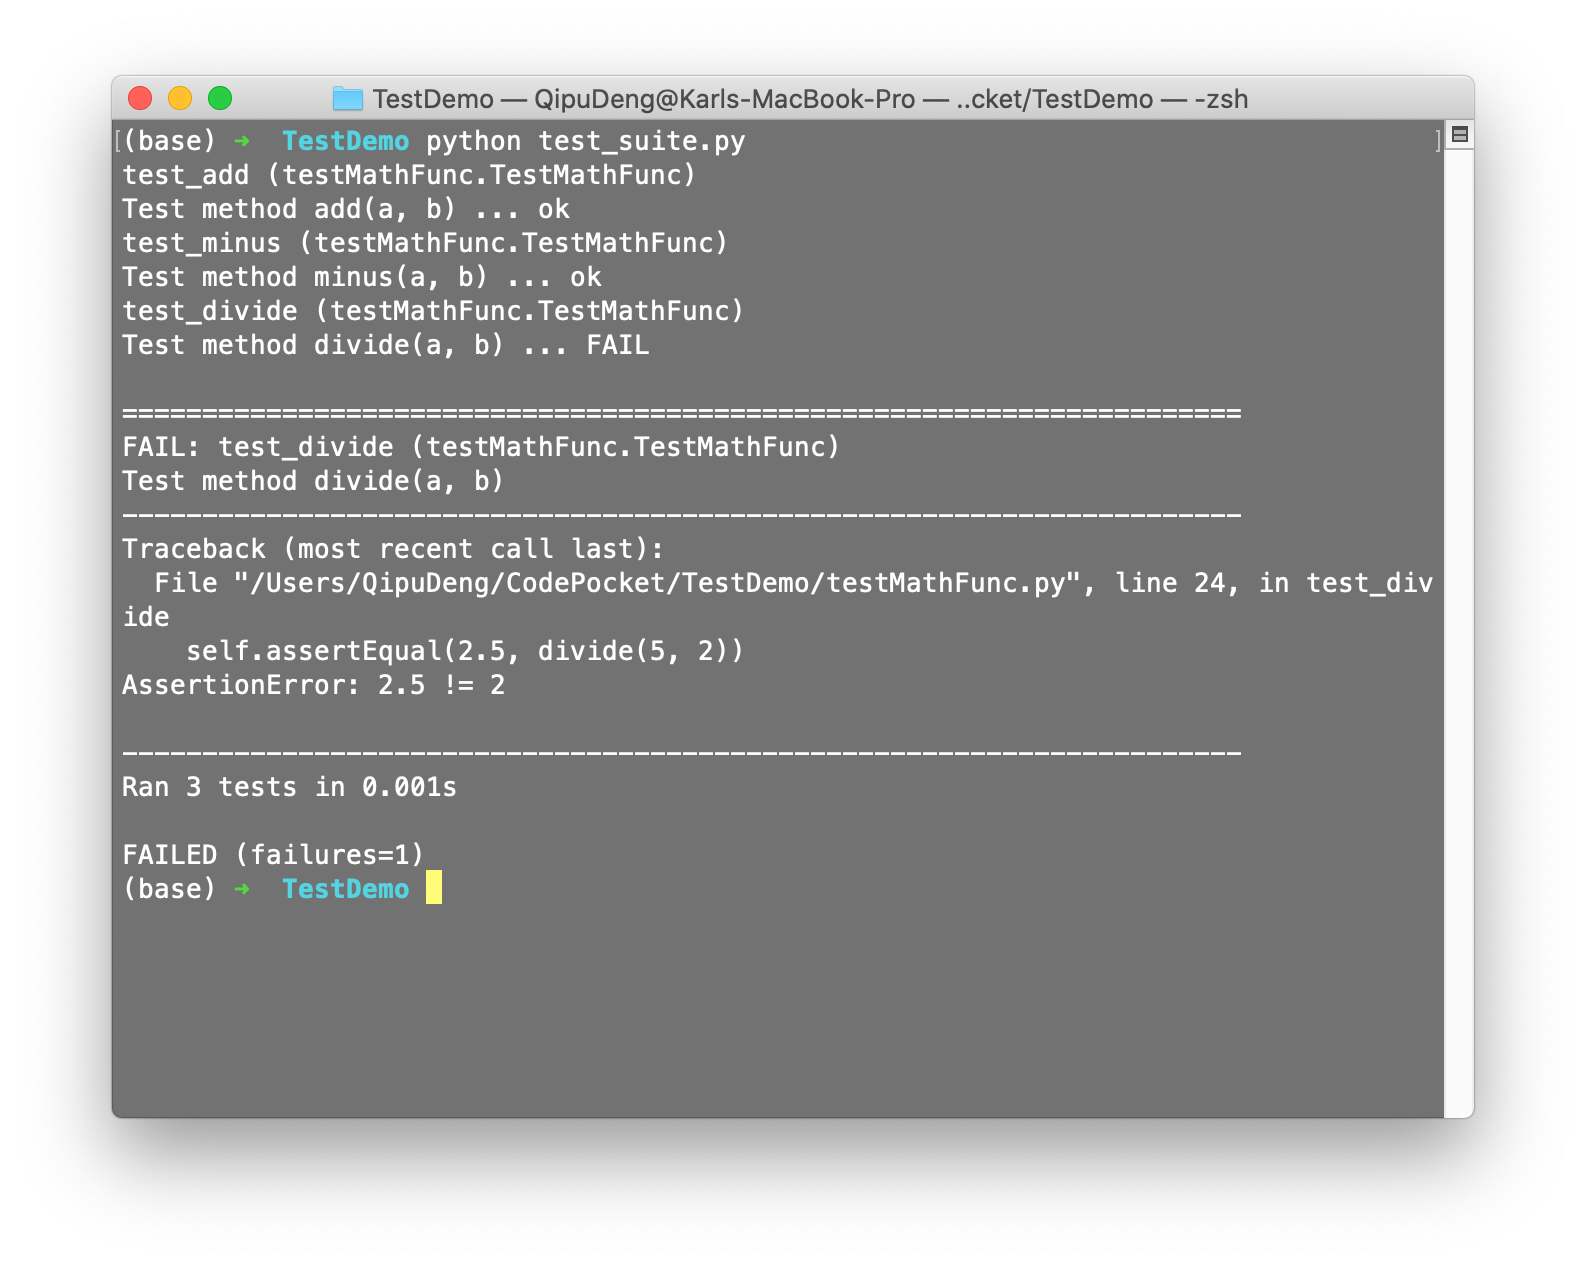 TestDemo — QipuDeng@Karls-MacBook-Pro — ..cket/TestDemo — -zsh
[(base) ➜  TestDemo python test_suite.py ]
test_add (testMathFunc.TestMathFunc)
Test method add(a, b) ... ok
test_minus (testMathFunc.TestMathFunc)
Test method minus(a, b) ... ok
test_divide (testMathFunc.TestMathFunc)
Test method divide(a, b) ... FAIL
======================================================================
FAIL: test_divide (testMathFunc.TestMathFunc)
Test method divide(a, b)
----------------------------------------------------------------------
Traceback (most recent call last):
  File "/Users/QipuDeng/CodePocket/TestDemo/testMathFunc.py", line 24, in test_div
ide
    self.assertEqual(2.5, divide(5, 2))
AssertionError: 2.5 != 2
----------------------------------------------------------------------
Ran 3 tests in 0.001s
FAILED (failures=1)
(base) ➜  TestDemo